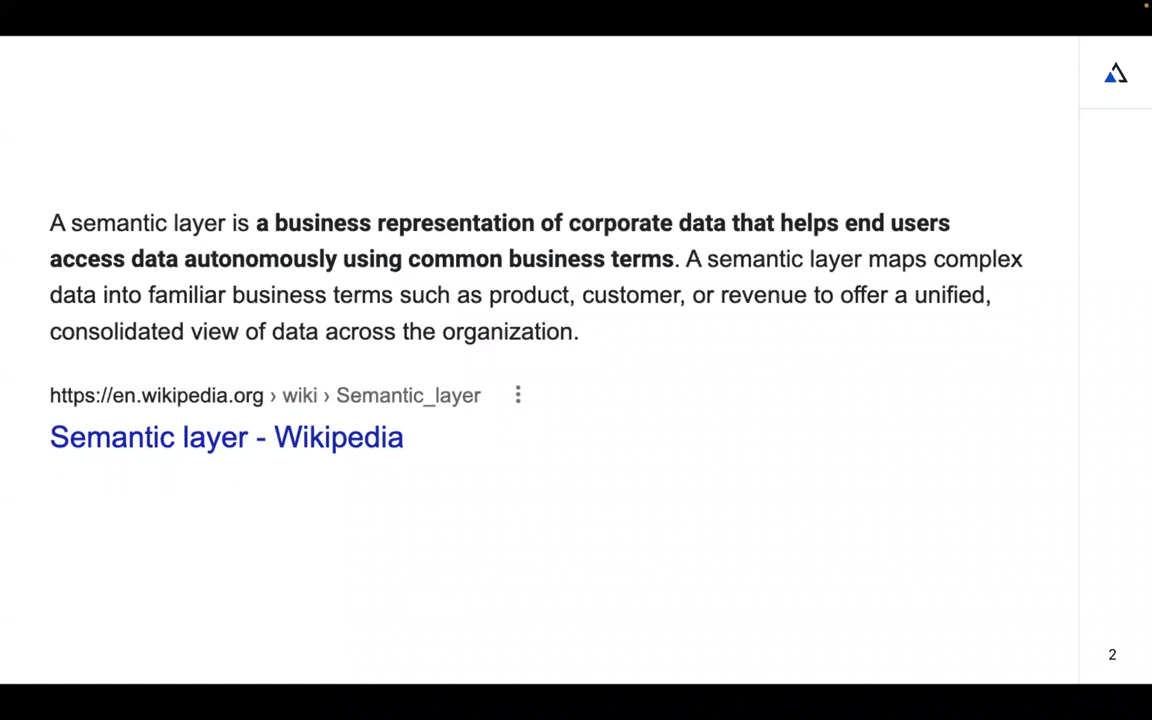 A semantic layer is a business representation of corporate data that helps end users
access data autonomously using common business terms. A semantic layer maps complex
data into familiar business terms such as product, customer, or revenue to offer a unified,
consolidated view of data across the organization.
https://en.wikipedia.org › wiki › Semantic_layer
Semantic layer - Wikipedia
2